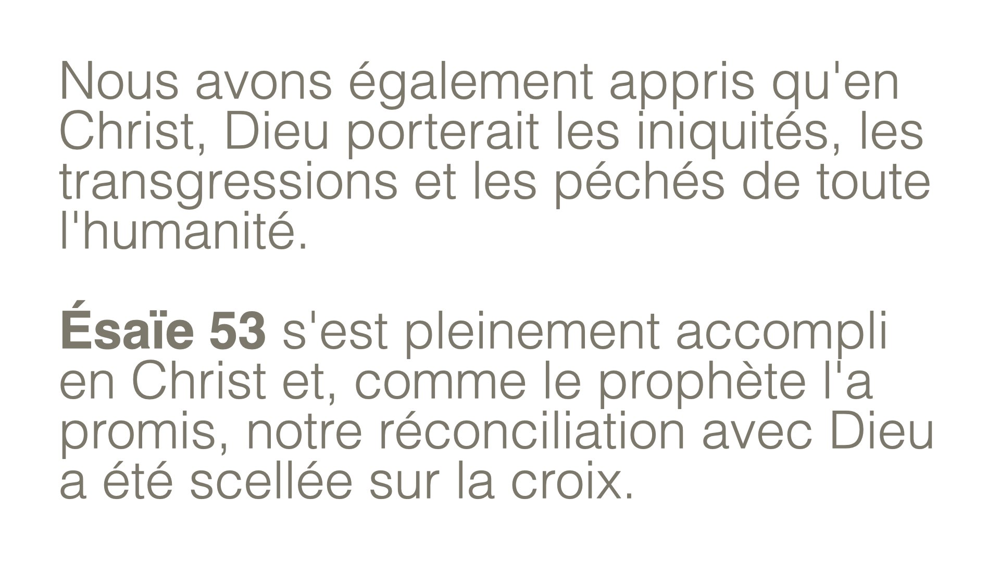 Nous avons également appris qu'en
Christ, Dieu porterait les iniquités, les
transgressions et les péchés de toute
l'humanité.
Ésaïe 53 s'est pleinement accompli
en Christ et, comme le prophète l'a
promis, notre réconciliation avec Dieu
a été scellée sur la croix.